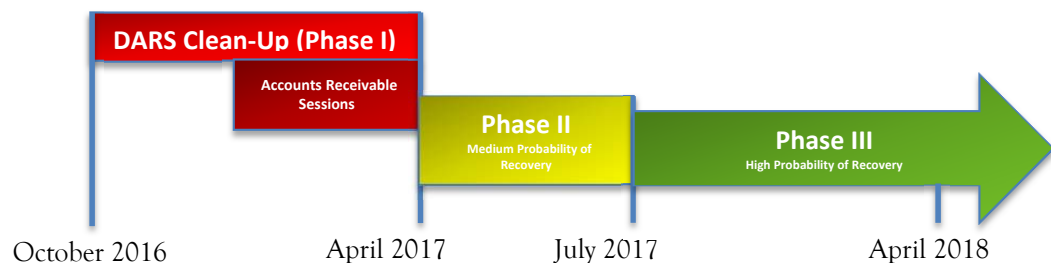 DARS Clean-Up (Phase I)
Accounts Receivable
Sessions
Phase II
Medium Probability of
Recovery
Phase III
High Probability of Recovery
October 2016
April 2017
July 2017
April 2018